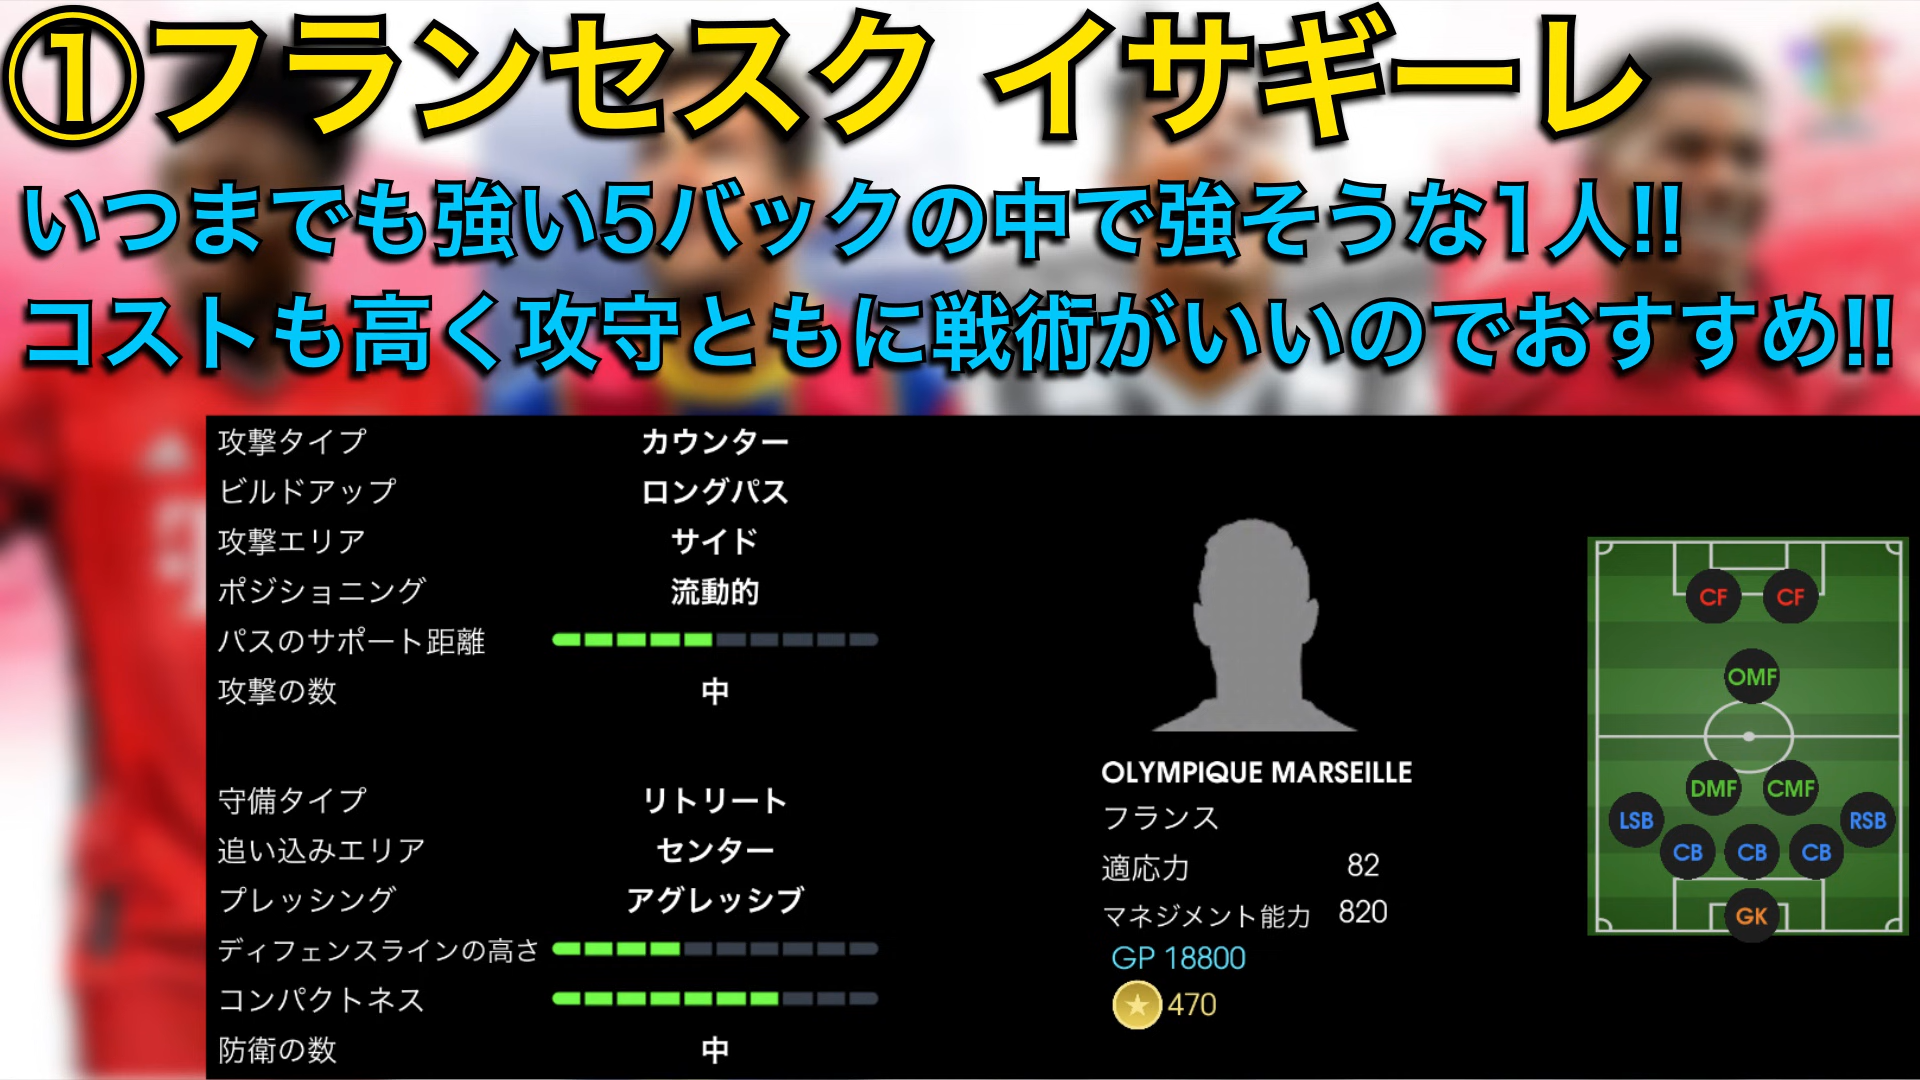 ①フランセスク イサギーレ
いつまでも強い5バックの中で強そうな1人!!
コストも高く攻守ともに戦術がいいのでおすすめ!!
攻撃タイプ カウンター
ビルドアップ ロングパス
攻撃エリア サイド
ポジショニング 流動的
パスのサポート距離
攻撃の数 中
守備タイプ リトリート
追い込みエリア センター
プレッシング アグレッシブ
ディフェンスラインの高さ
コンパクトネス
防衛の数 中
OLYMPIQUE MARSEILLE
フランス
適応力 82
マネジメント能力 820
GP 18800
470
CF CF
OMF
DMF CMF
LSB RSB
CB CB CB
GK